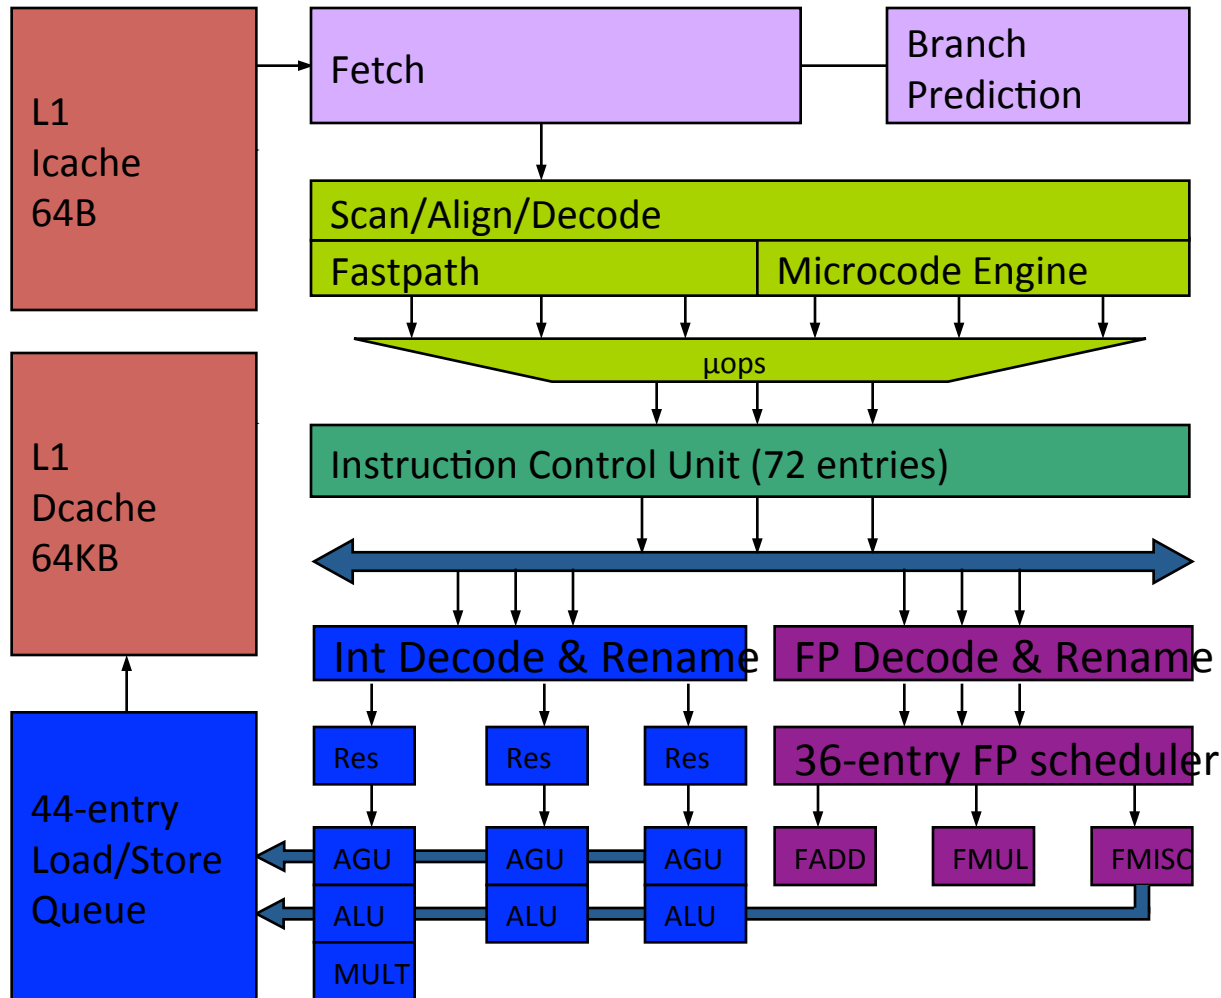 L1
Icache
64B
Fetch
Branch
Prediction
Scan/Align/Decode
Fastpath
Microcode Engine
µops
L1
Dcache
64KB
Instruction Control Unit (72 entries)
Int Decode & Rename
FP Decode & Rename
Res
Res
Res
36-entry FP scheduler
44-entry
Load/Store
Queue
AGU
AGU
AGU
FADD
FMUL
FMISC
ALU
ALU
ALU
MULT